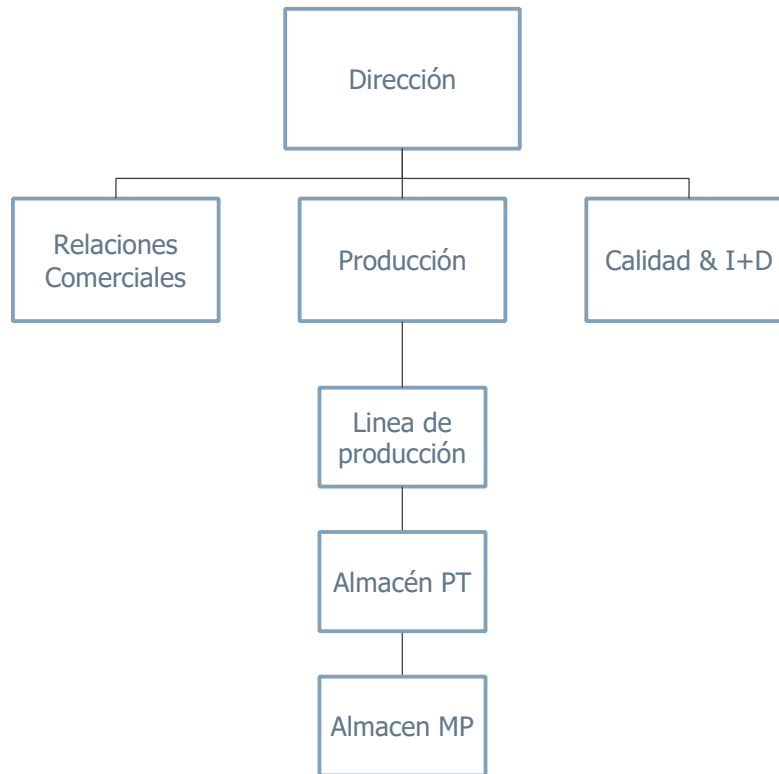 Dirección
Relaciones
Comerciales
Producción
Calidad & I+D
Linea de
producción
Almacén PT
Almacen MP